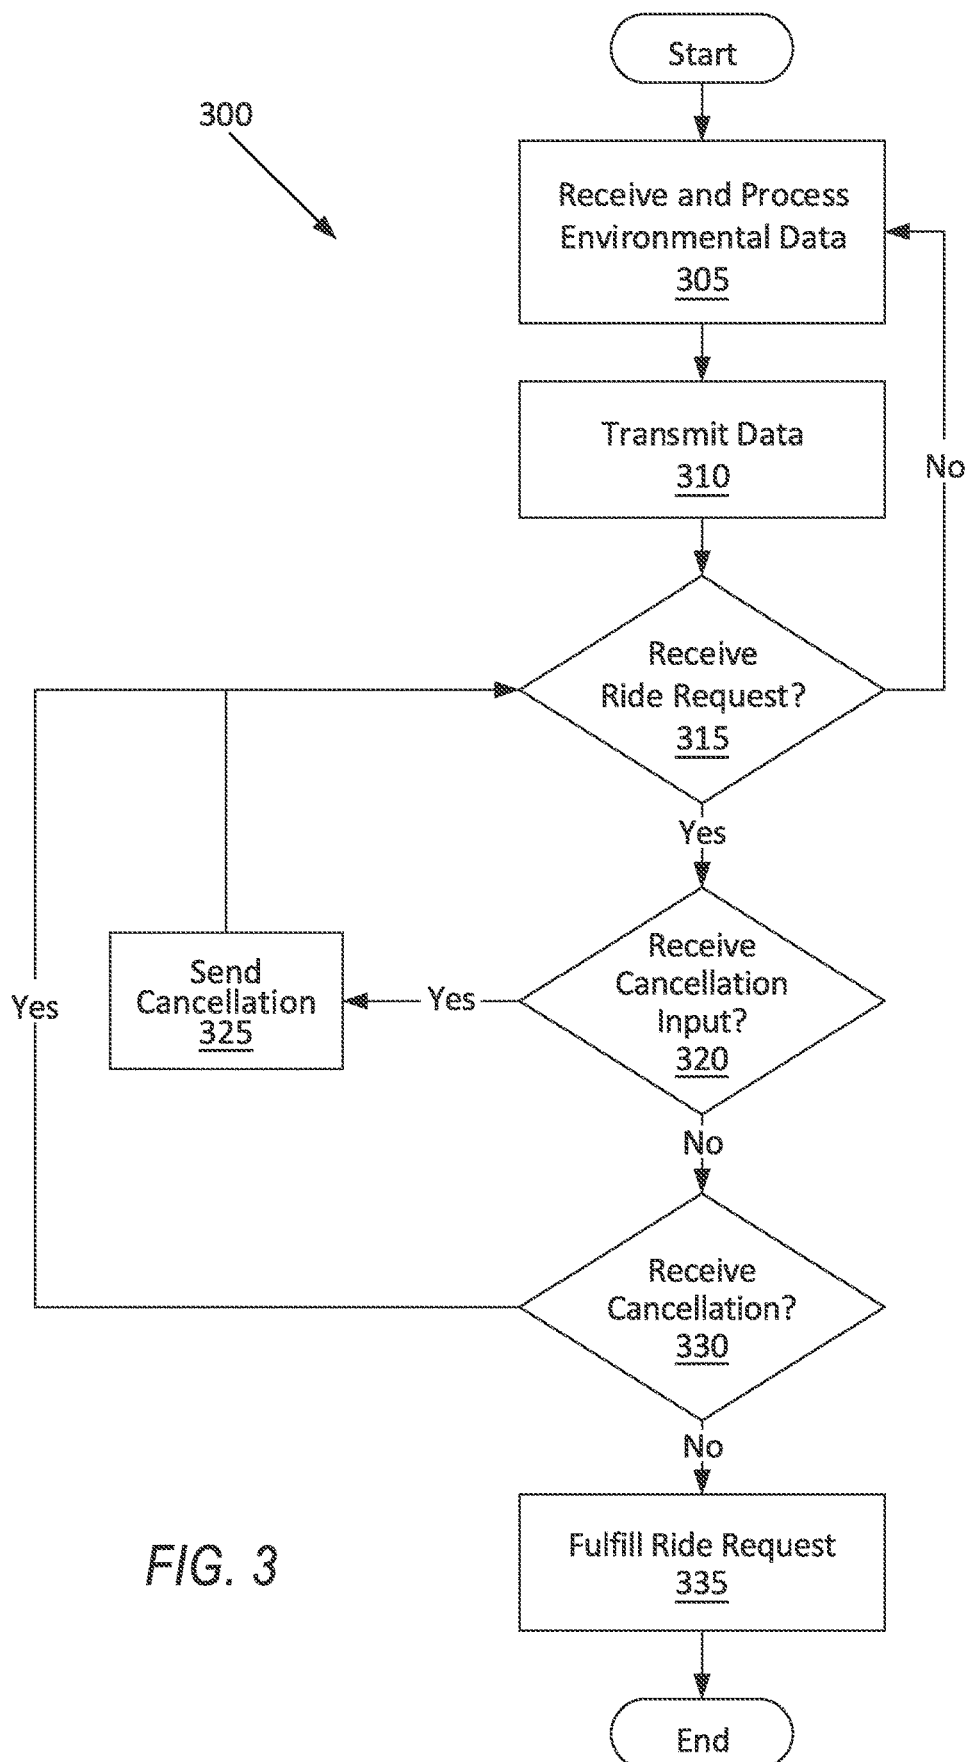 Start
300
Receive and Process
Environmental Data
305
Transmit Data
310
No
Receive
Ride Request?
315
Yes
Receive
Cancellation
Input?
320
Yes
Send
Cancellation
325
Yes
No
Receive
Cancellation?
330
No
Fulfill Ride Request
335
FIG. 3
End